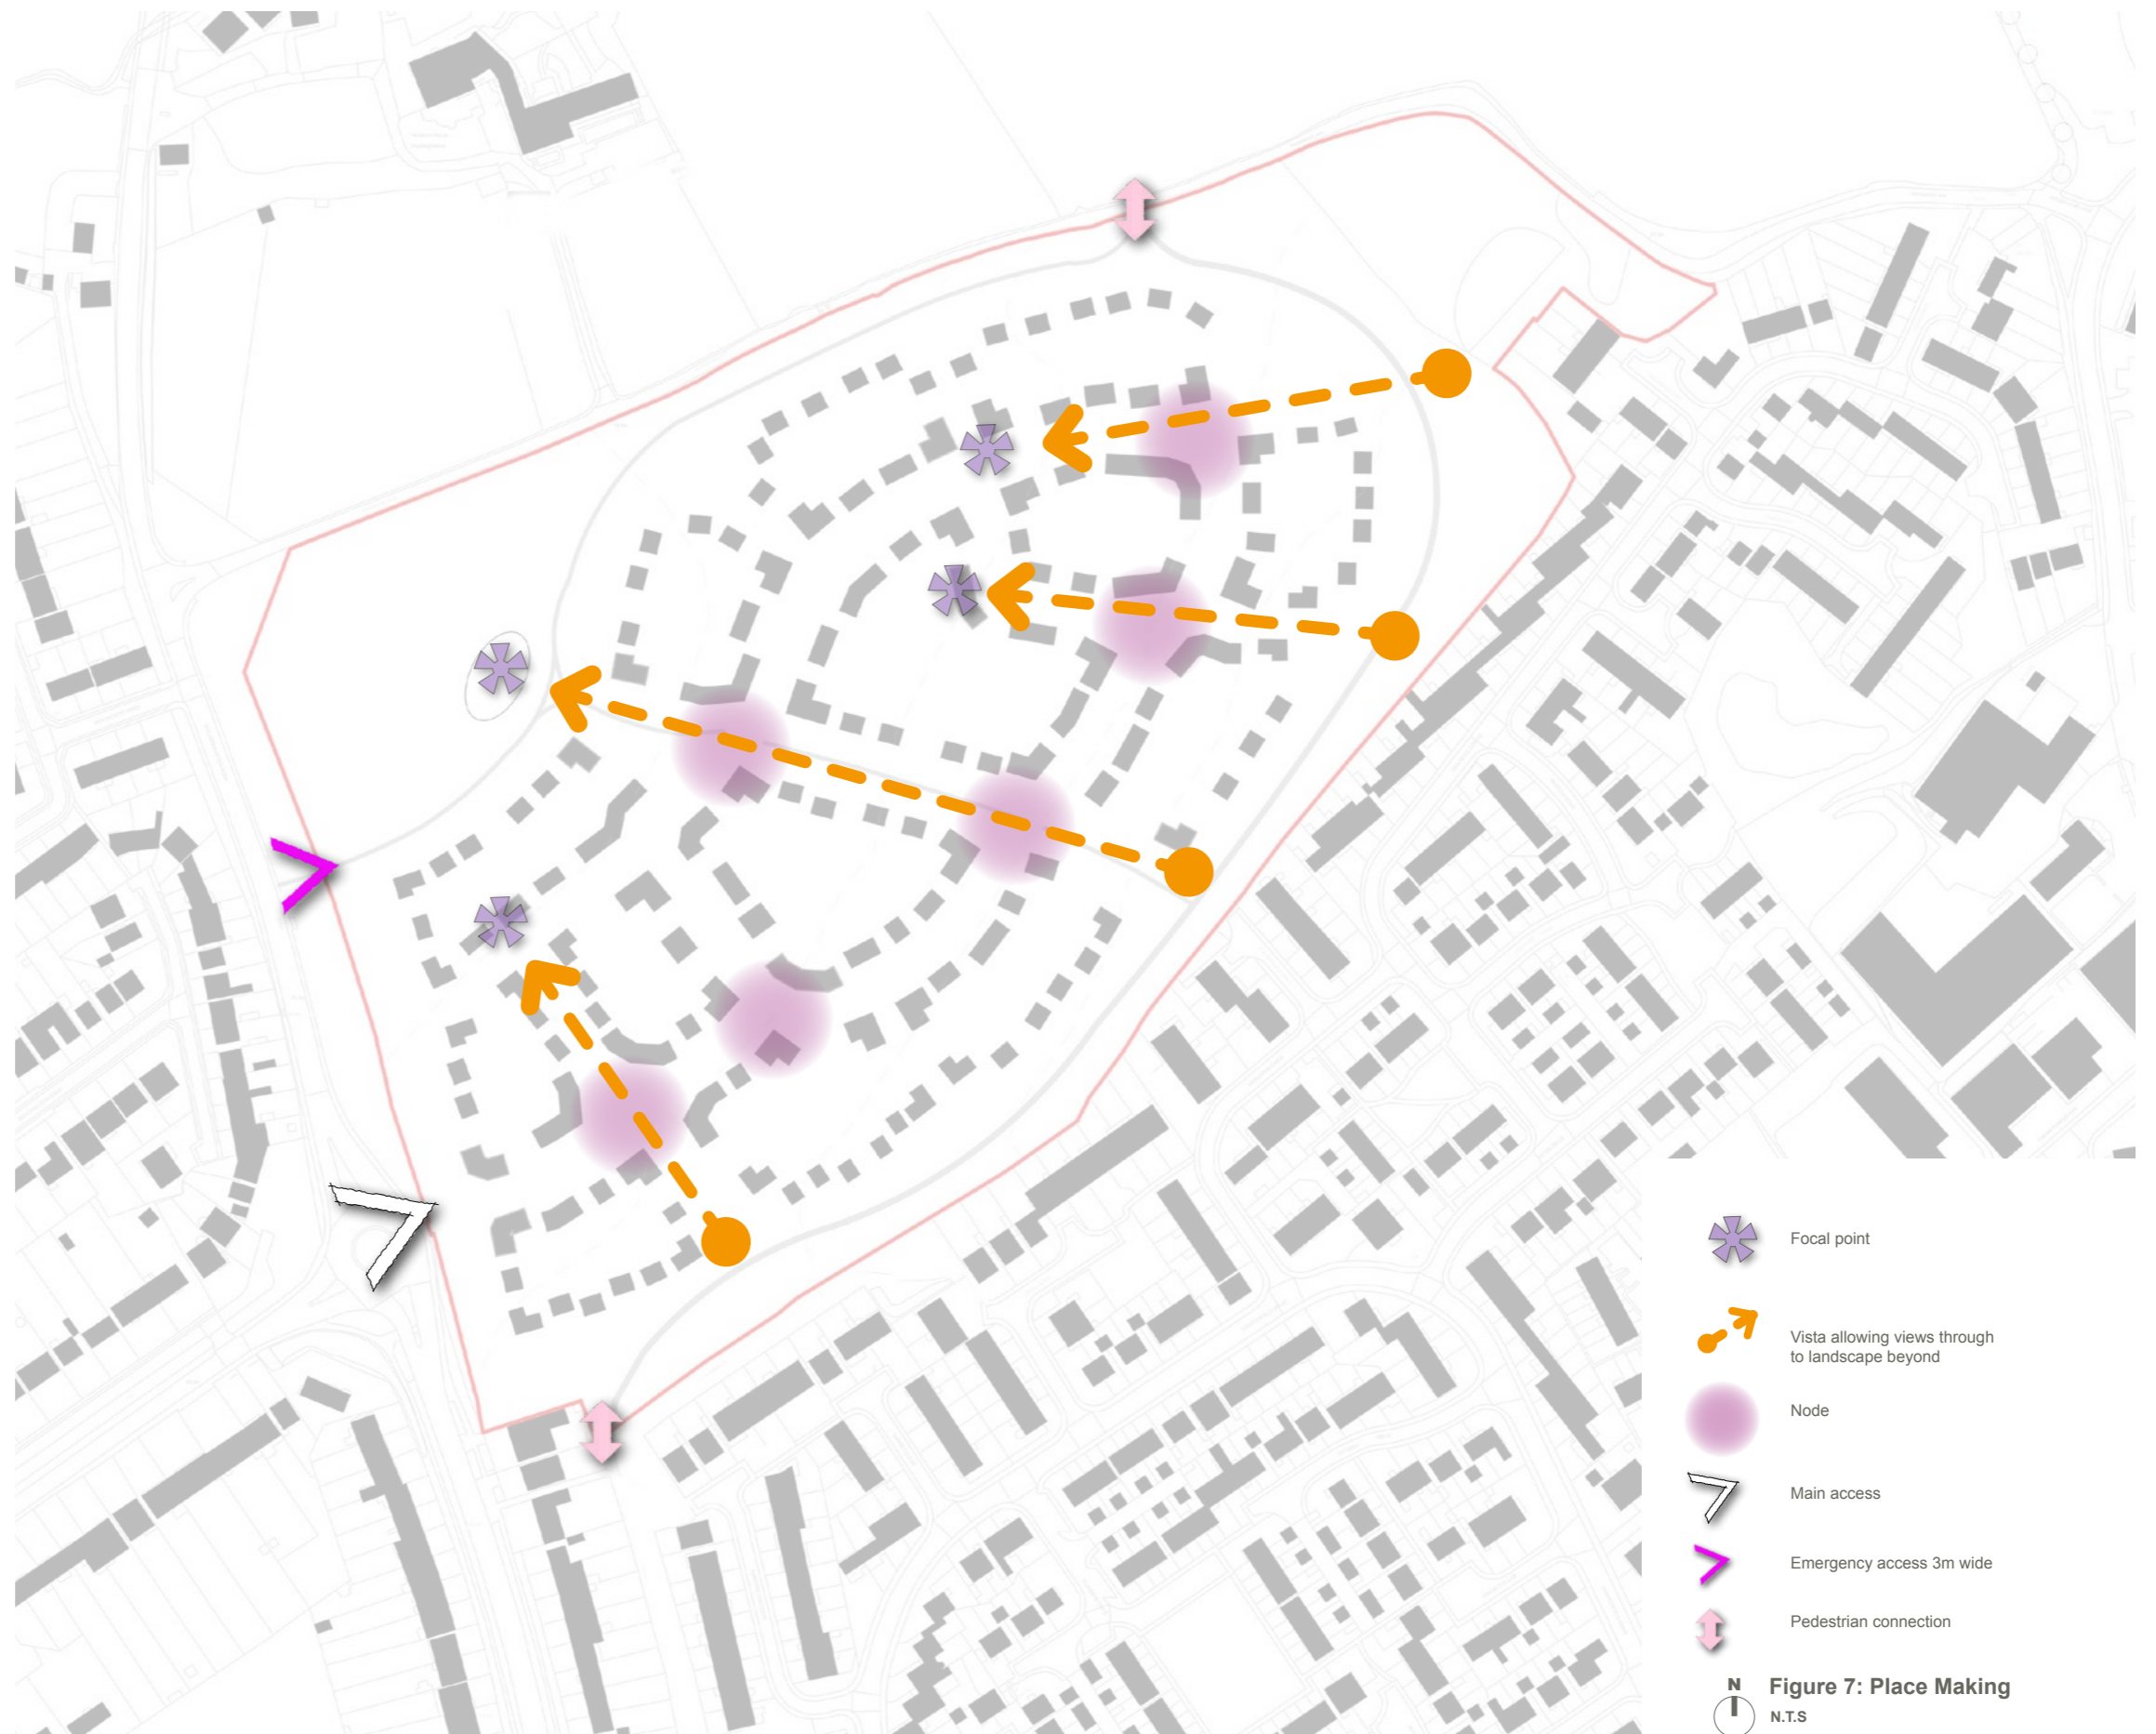 Focal point
Vista allowing views through
to landscape beyond
Node
Main access
Emergency access 3m wide
Pedestrian connection
N
Figure 7: Place Making
N.T.S